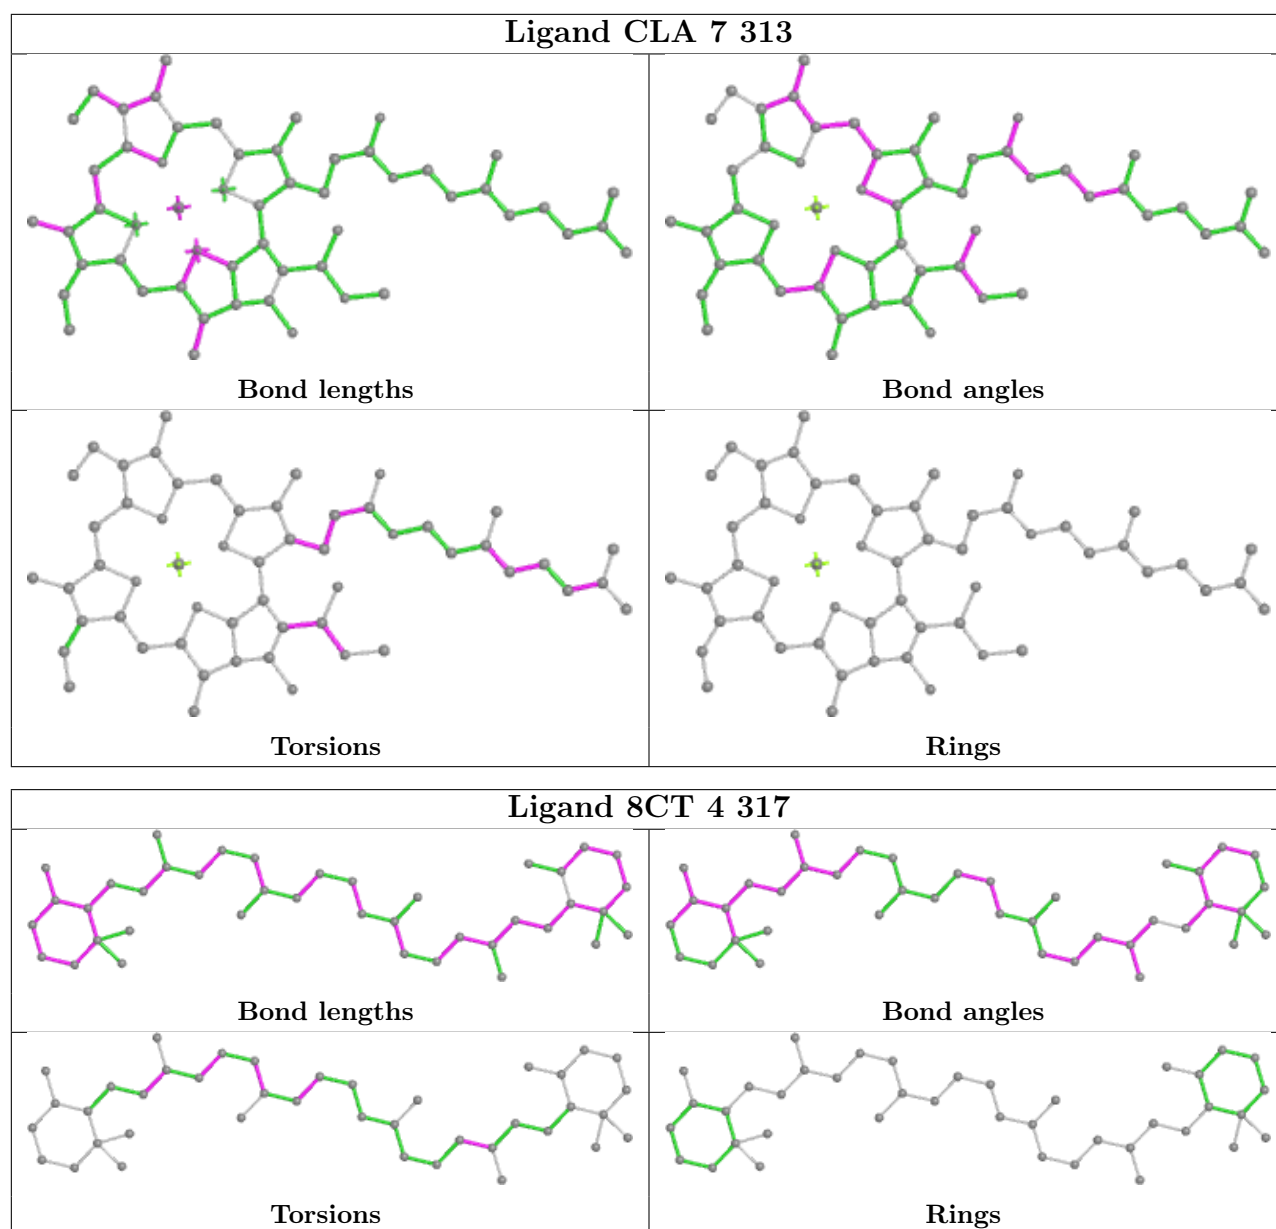 Ligand CLA 7 313
Bond lengths
Bond angles
Torsions
Rings
Ligand 8CT 4 317
Bond lengths
Bond angles
Torsions
Rings